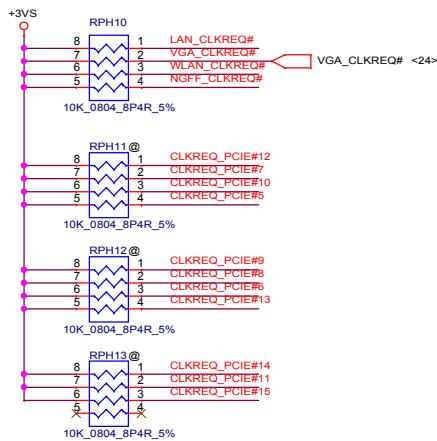 +3VS
RPH10
8 1 LAN_CLKREQ#
7 2 VGA_CLKREQ#
6 3 WLAN_CLKREQ#
5 4 NGFF_CLKREQ#
VGA_CLKREQ# <24>
10K_0804_8P4R_5%
RPH11@
8 1 CLKREQ_PCIE#12
7 2 CLKREQ_PCIE#7
6 3 CLKREQ_PCIE#10
5 4 CLKREQ_PCIE#5
10K_0804_8P4R_5%
RPH12@
8 1 CLKREQ_PCIE#9
7 2 CLKREQ_PCIE#8
6 3 CLKREQ_PCIE#6
5 4 CLKREQ_PCIE#13
10K_0804_8P4R_5%
RPH13@
8 1 CLKREQ_PCIE#14
7 2 CLKREQ_PCIE#11
6 3 CLKREQ_PCIE#15
5 4
10K_0804_8P4R_5%